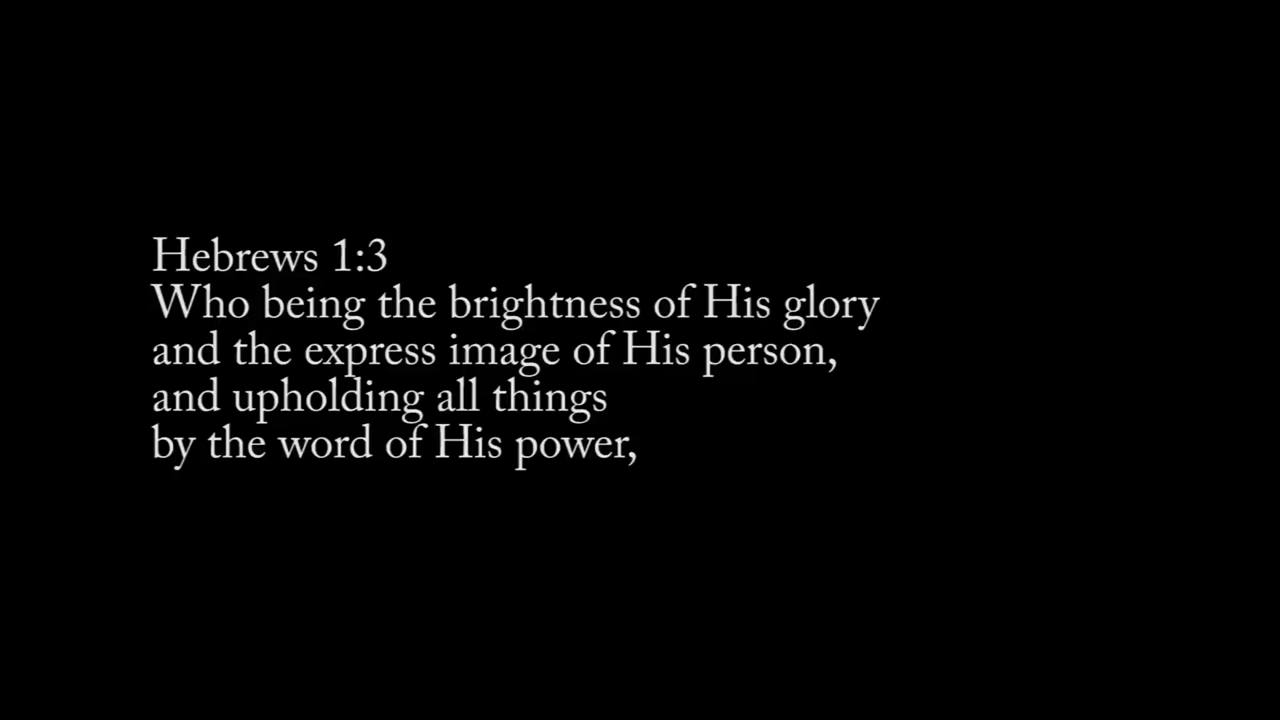 Hebrews 1:3
Who being the brightness of His glory
and the express image of His person,
and upholding all things
by the word of His power,